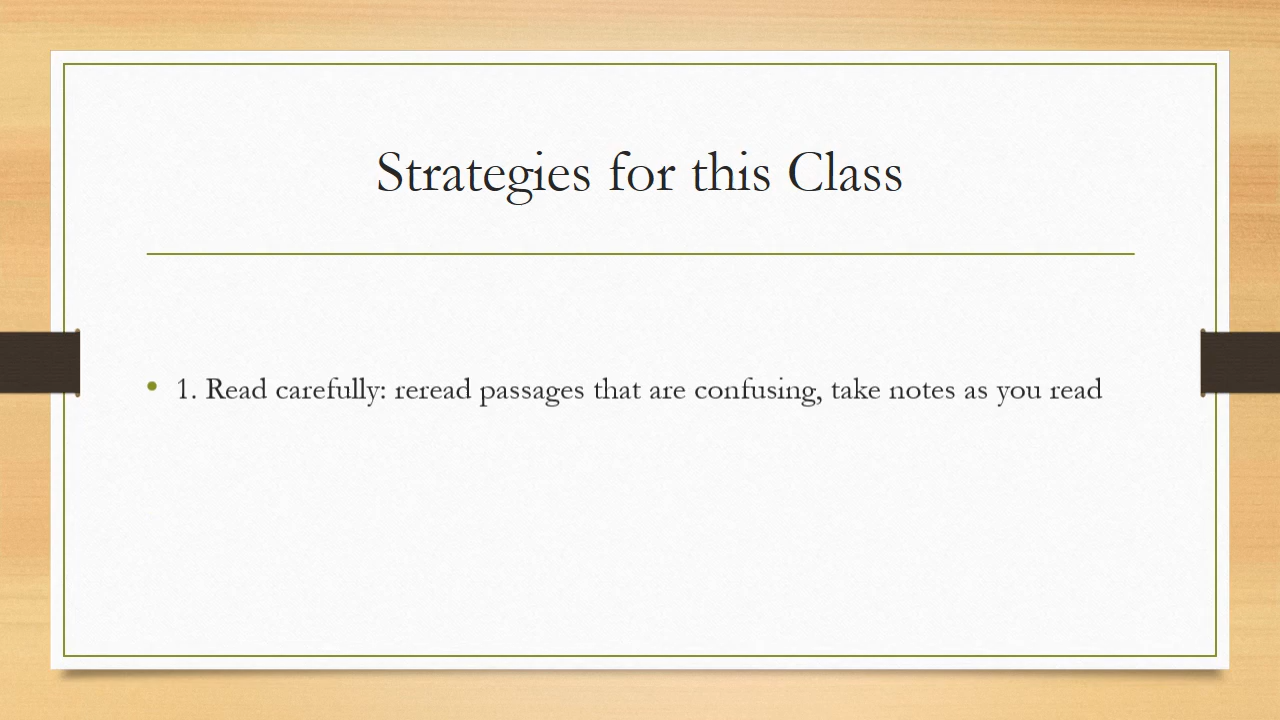 Strategies for this Class
• 1. Read carefully: reread passages that are confusing, take notes as you read